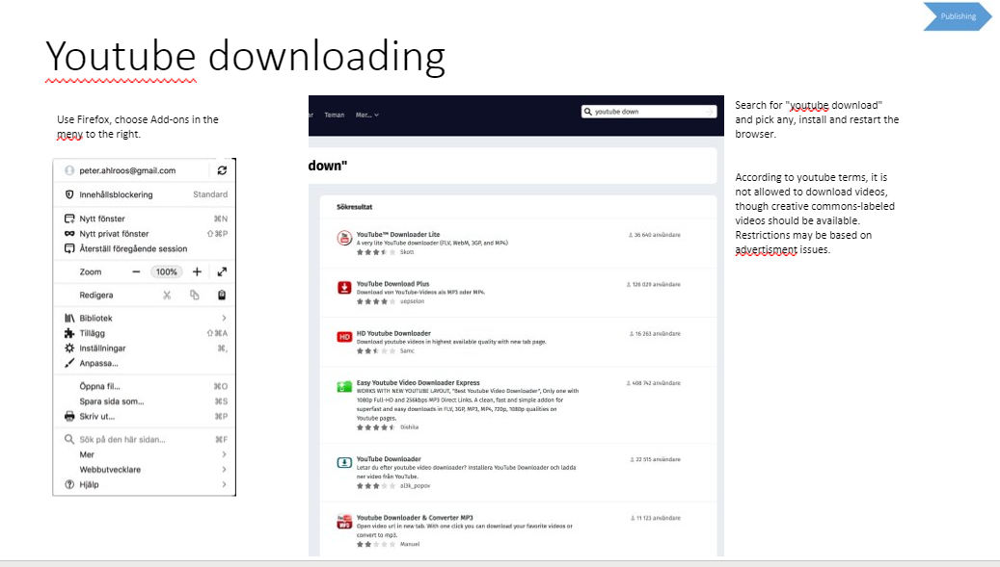 Publishing
Youtube downloading
Use Firefox, choose Add-ons in the
meny to the right.
peter.ahlroos@gmail.com
Innehållsblockering Standard
Nytt fönster ⌘N
Nytt privat fönster ⇧⌘P
Återställ föregående session
Zoom − 100% +
Redigera
Bibliotek >
Tillägg ⇧⌘A
Inställningar ⌘,
Anpassa...
Öppna fil... ⌘O
Spara sida som... ⌘S
Skriv ut... ⌘P
Sök på den här sidan... ⌘F
Mer >
Webbutvecklare >
Hjälp >
ar Teman Mer...
youtube down
down"
Sökresultat
YouTube™ Downloader Lite 36 640 användare
A very lite YouTube downloader (FLV, WebM, 3GP, and MP4)
Skott
YouTube Download Plus 126 029 användare
Download von YouTube-Videos als MP3 oder MP4.
uepselon
HD Youtube Downloader 16 263 användare
Download youtube videos in highest available quality with new tab page.
Samc
Easy Youtube Video Downloader Express 408 742 användare
WORKS WITH NEW YOUTUBE LAYOUT, "Best Youtube Video Downloader", Only one with
1080p Full-HD and 256kbps MP3 Direct Links. A clean, fast and simple addon for
superfast and easy downloads in FLV, 3GP, MP3, MP4, 720p, 1080p qualities on
Youtube pages.
Dishita
YouTube Downloader 22 515 användare
Letar du efter youtube video downloader? Installera YouTube Downloader och ladda
ner video från YouTube.
al3k_popov
Youtube Downloader & Converter MP3 11 123 användare
Open video url in new tab. With one click you can download your favorite videos or
convert to mp3.
Manuel
Search for "youtube download"
and pick any, install and restart the
browser.
According to youtube terms, it is
not allowed to download videos,
though creative commons-labeled
videos should be available.
Restrictions may be based on
advertisment issues.